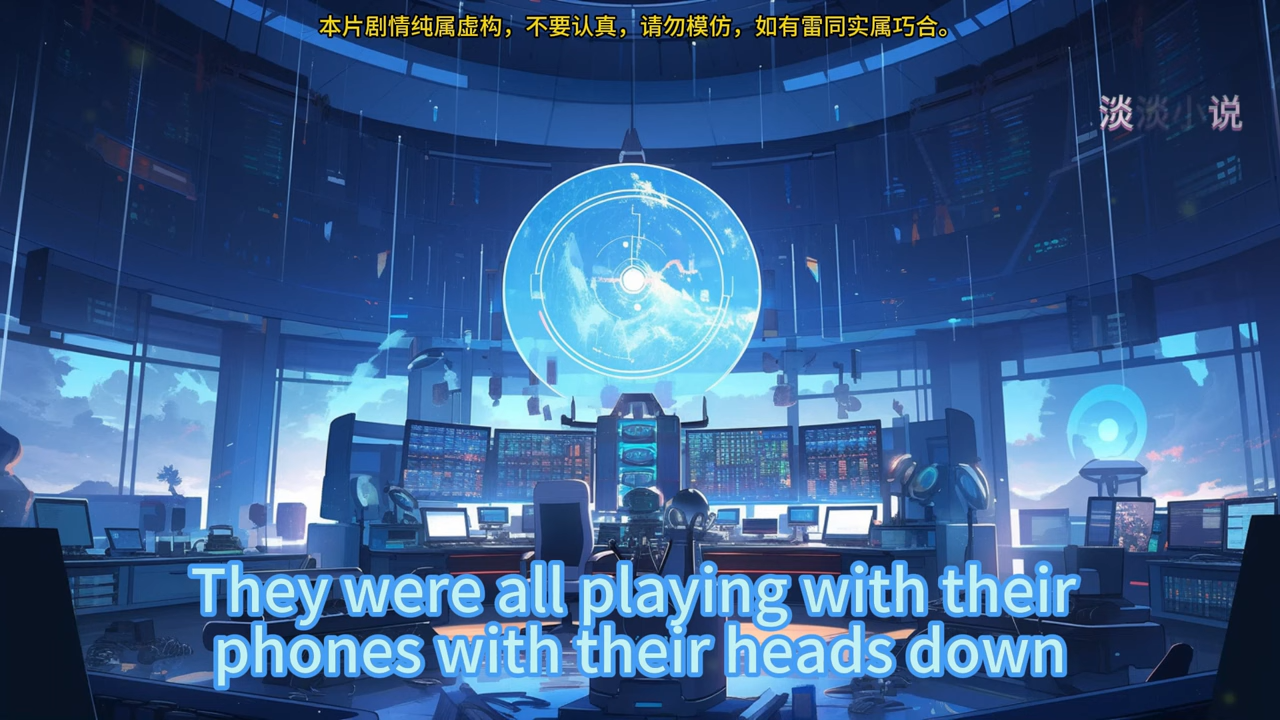 本片剧情纯属虚构，不要认真，请勿模仿，如有雷同实属巧合。
淡淡小说
They were all playing with their
phones with their heads down